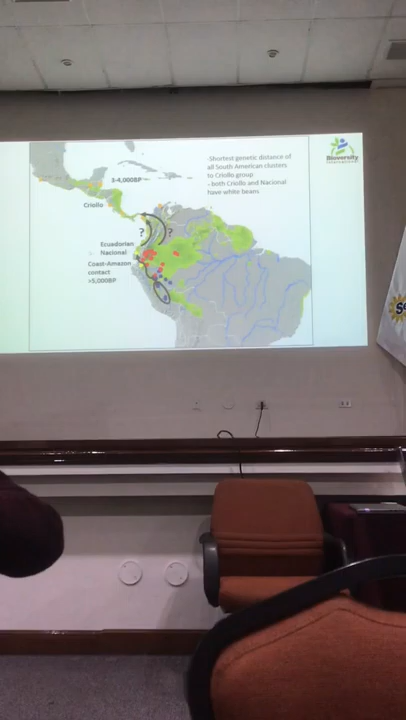 -Shortest genetic distance of
all South American clusters
to Criollo group
- both Criollo and Nacional
have white beans
Bioversity
International
3-4,000BP
Criollo
?
?
Ecuadorian
Nacional
Coast-Amazon
contact
>5,000BP